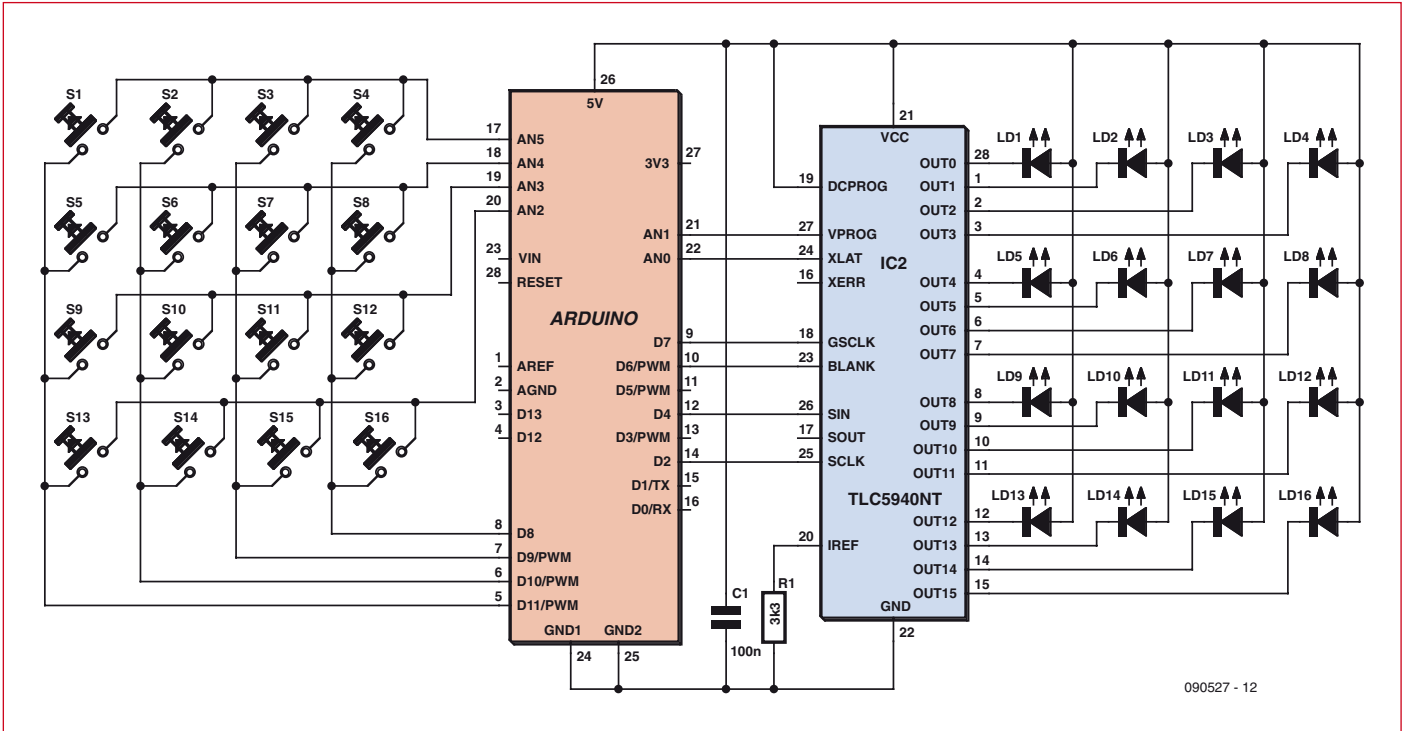 S1 S2 S3 S4
S5 S6 S7 S8
S9 S10 S11 S12
S13 S14 S15 S16
26
5V
17 AN5
18 AN4
19 AN3
20 AN2
23 VIN
28 RESET
ARDUINO
1 AREF
2 AGND
3 D13
4 D12
8 D8
7 D9/PWM
6 D10/PWM
5 D11/PWM
3V3 27
AN1 21
AN0 22
D7 9
D6/PWM 10
D5/PWM 11
D4 12
D3/PWM 13
D2 14
D1/TX 15
D0/RX 16
GND1 GND2
24 25
C1
100n
R1
3k3
21
VCC
19 DCPROG
27 VPROG
24 XLAT
16 XERR
IC2
18 GSCLK
23 BLANK
26 SIN
17 SOUT
25 SCLK
TLC5940NT
20 IREF
OUT0 28
OUT1 1
OUT2 2
OUT3 3
OUT4 4
OUT5 5
OUT6 6
OUT7 7
OUT8 8
OUT9 9
OUT10 10
OUT11 11
OUT12 12
OUT13 13
OUT14 14
OUT15 15
GND
22
LD1 LD2 LD3 LD4
LD5 LD6 LD7 LD8
LD9 LD10 LD11 LD12
LD13 LD14 LD15 LD16
090527 - 12